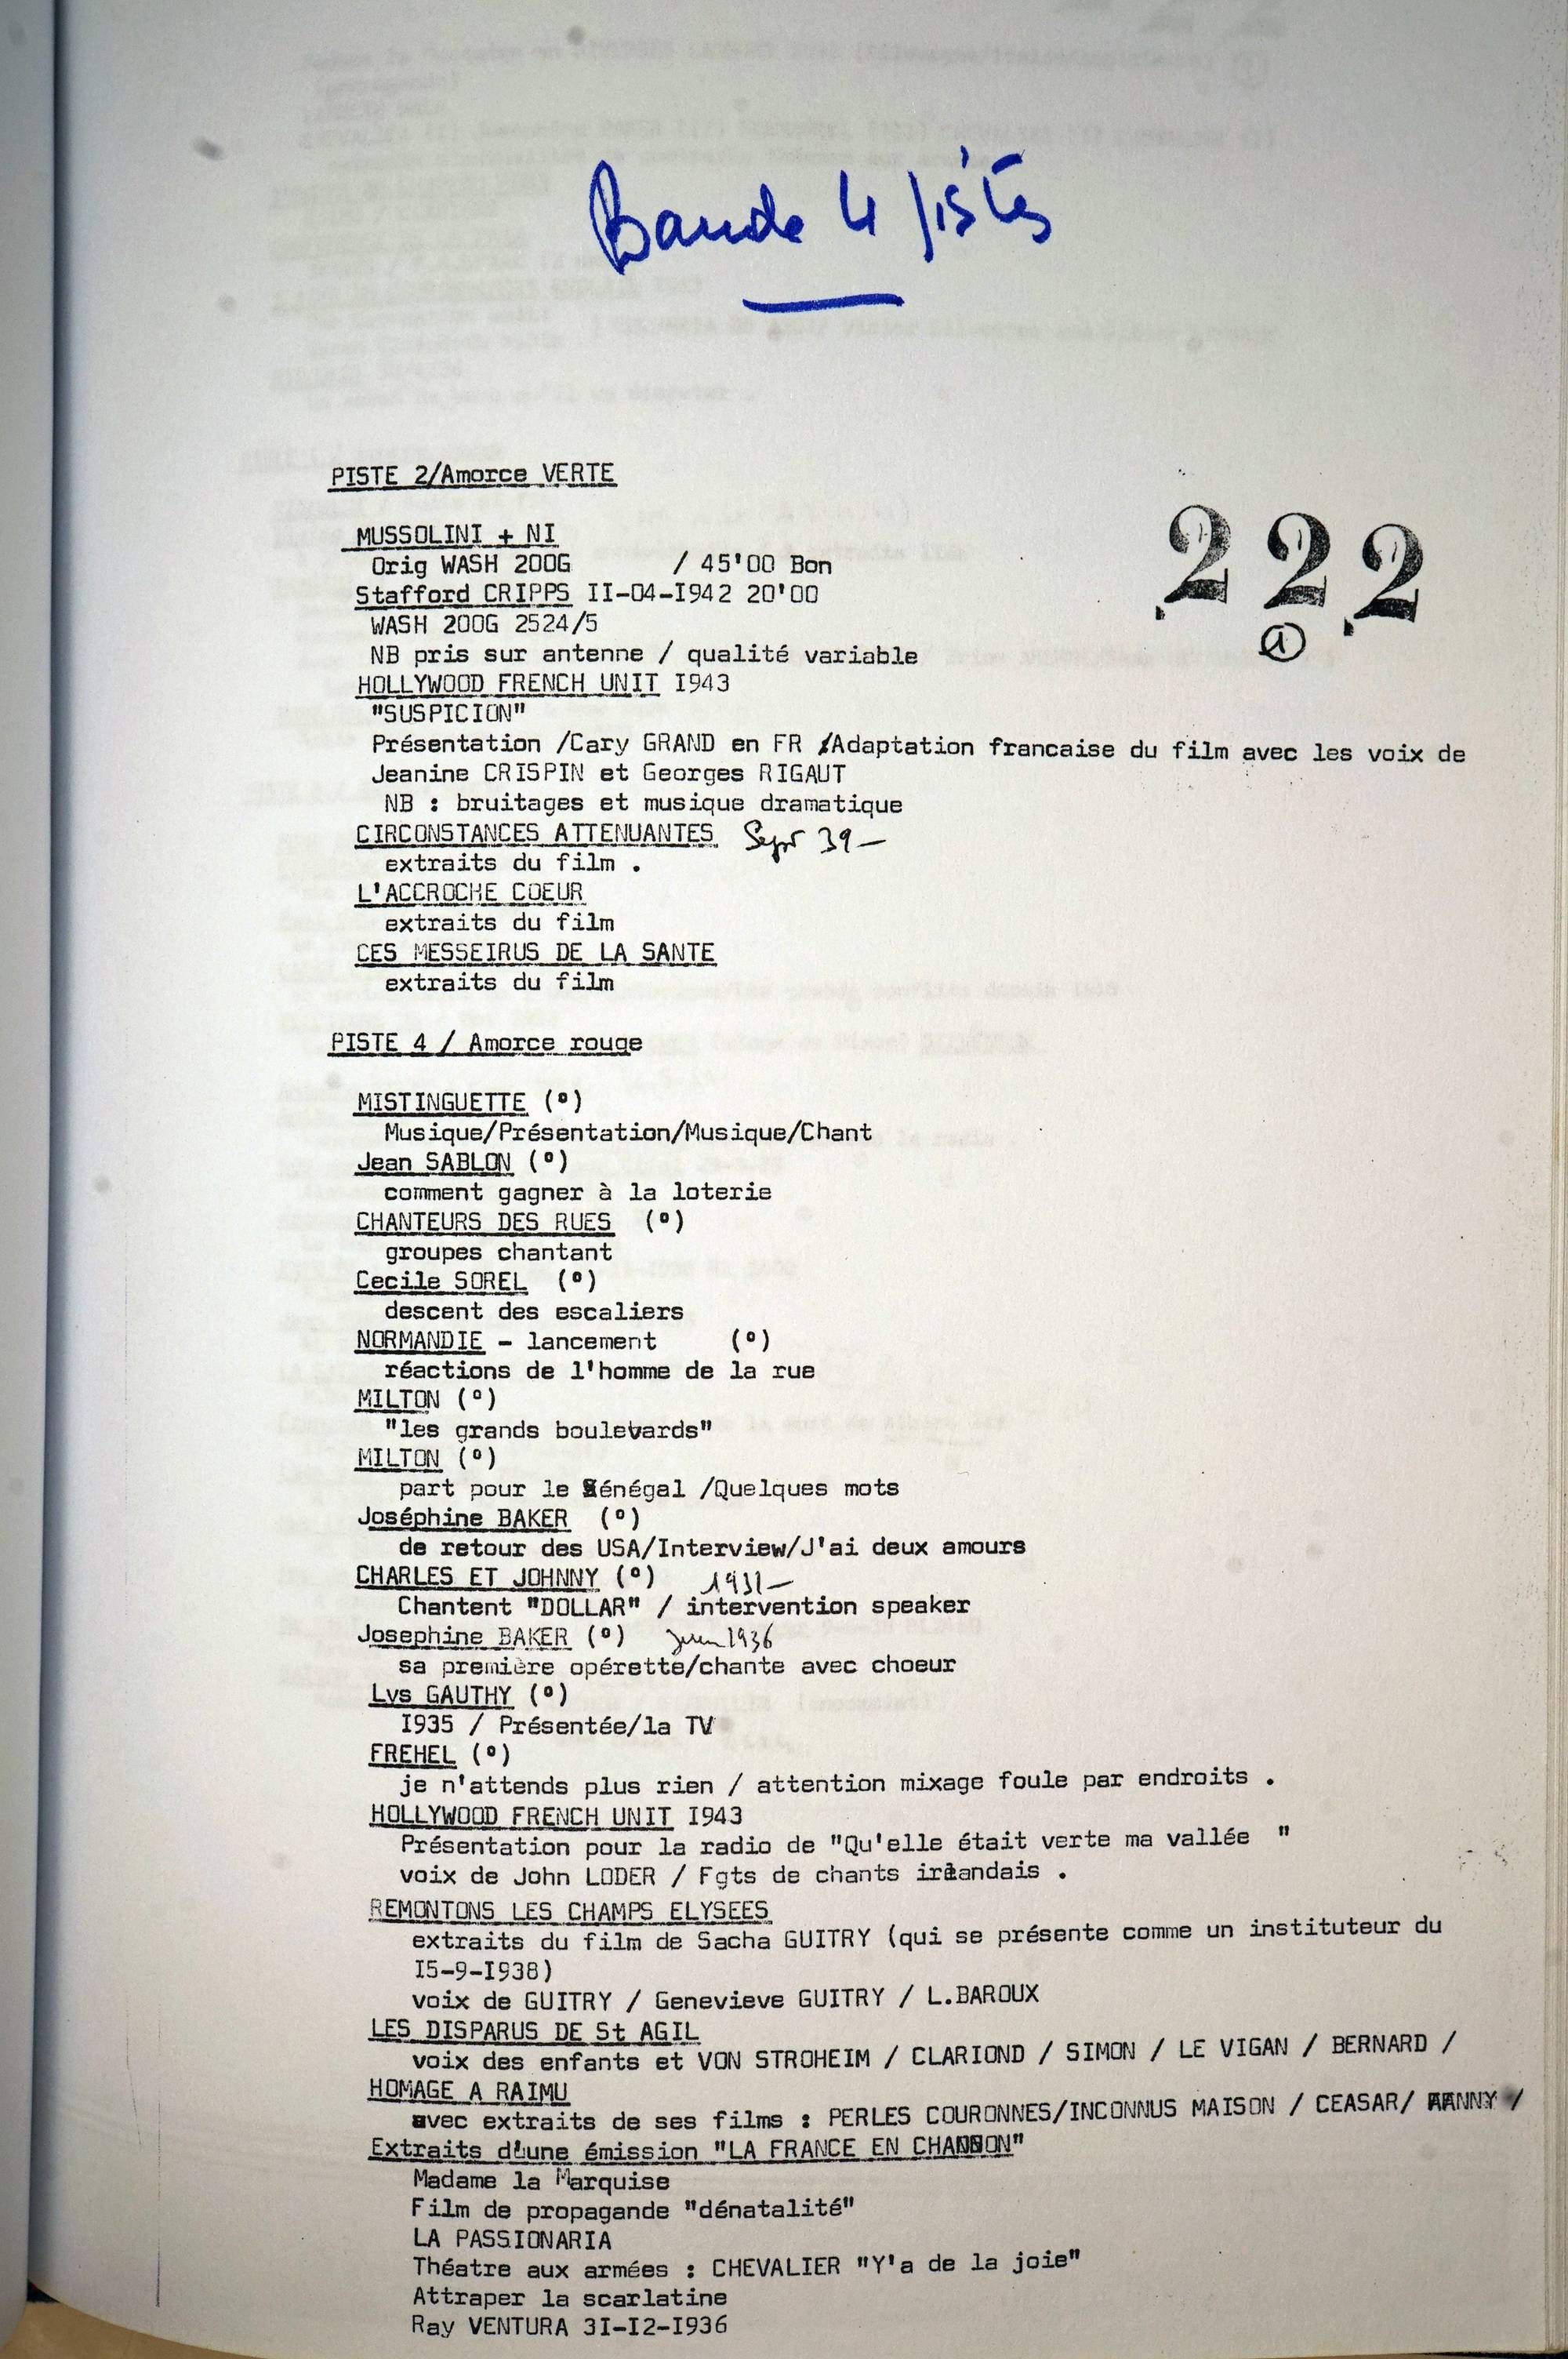 Bande 4 pistes
PISTE 2/Amorce VERTE
222
MUSSOLINI + NI
Orig WASH 200G / 45'00 Bon
Stafford CRIPPS II-04-I942 20'00
WASH 200G 2524/5
1
NB pris sur antenne / qualité variable
HOLLYWOOD FRENCH UNIT I943
"SUSPICION"
Présentation /Cary GRAND en FR /Adaptation francaise du film avec les voix de
Jeanine CRISPIN et Georges RIGAUT
NB : bruitages et musique dramatique
CIRCONSTANCES ATTENUANTES Sept 39-
extraits du film .
L'ACCROCHE COEUR
extraits du film
CES MESSEIRUS DE LA SANTE
extraits du film
PISTE 4 / Amorce rouge
MISTINGUETTE (°)
Musique/Présentation/Musique/Chant
Jean SABLON (°)
comment gagner à la loterie
CHANTEURS DES RUES (°)
groupes chantant
Cecile SOREL (°)
descent des escaliers
NORMANDIE - lancement (°)
réactions de l'homme de la rue
MILTON (°)
"les grands boulevards"
MILTON (°)
part pour le Sénégal /Quelques mots
Joséphine BAKER (°)
de retour des USA/Interview/J'ai deux amours
CHARLES ET JOHNNY (°) 1931-
Chantent "DOLLAR" / intervention speaker
Josephine BAKER (°) 1936
sa première opérette/chante avec choeur
Lys GAUTHY (°)
I935 / Présentée/la TV
FREHEL (°)
je n'attends plus rien / attention mixage foule par endroits .
HOLLYWOOD FRENCH UNIT I943
Présentation pour la radio de "Qu'elle était verte ma vallée "
voix de John LODER / Fgts de chants irlandais .
REMONTONS LES CHAMPS ELYSEES
extraits du film de Sacha GUITRY (qui se présente comme un instituteur du
I5-9-I938)
voix de GUITRY / Genevieve GUITRY / L.BAROUX
LES DISPARUS DE St AGIL
voix des enfants et VON STROHEIM / CLARIOND / SIMON / LE VIGAN / BERNARD /
HOMAGE A RAIMU
avec extraits de ses films : PERLES COURONNES/INCONNUS MAISON / CEASAR/ FANNY /
Extraits d'une émission "LA FRANCE EN CHANSON"
Madame la Marquise
Film de propagande "dénatalité"
LA PASSIONARIA
Théatre aux armées : CHEVALIER "Y'a de la joie"
Attraper la scarlatine
Ray VENTURA 3I-I2-I936